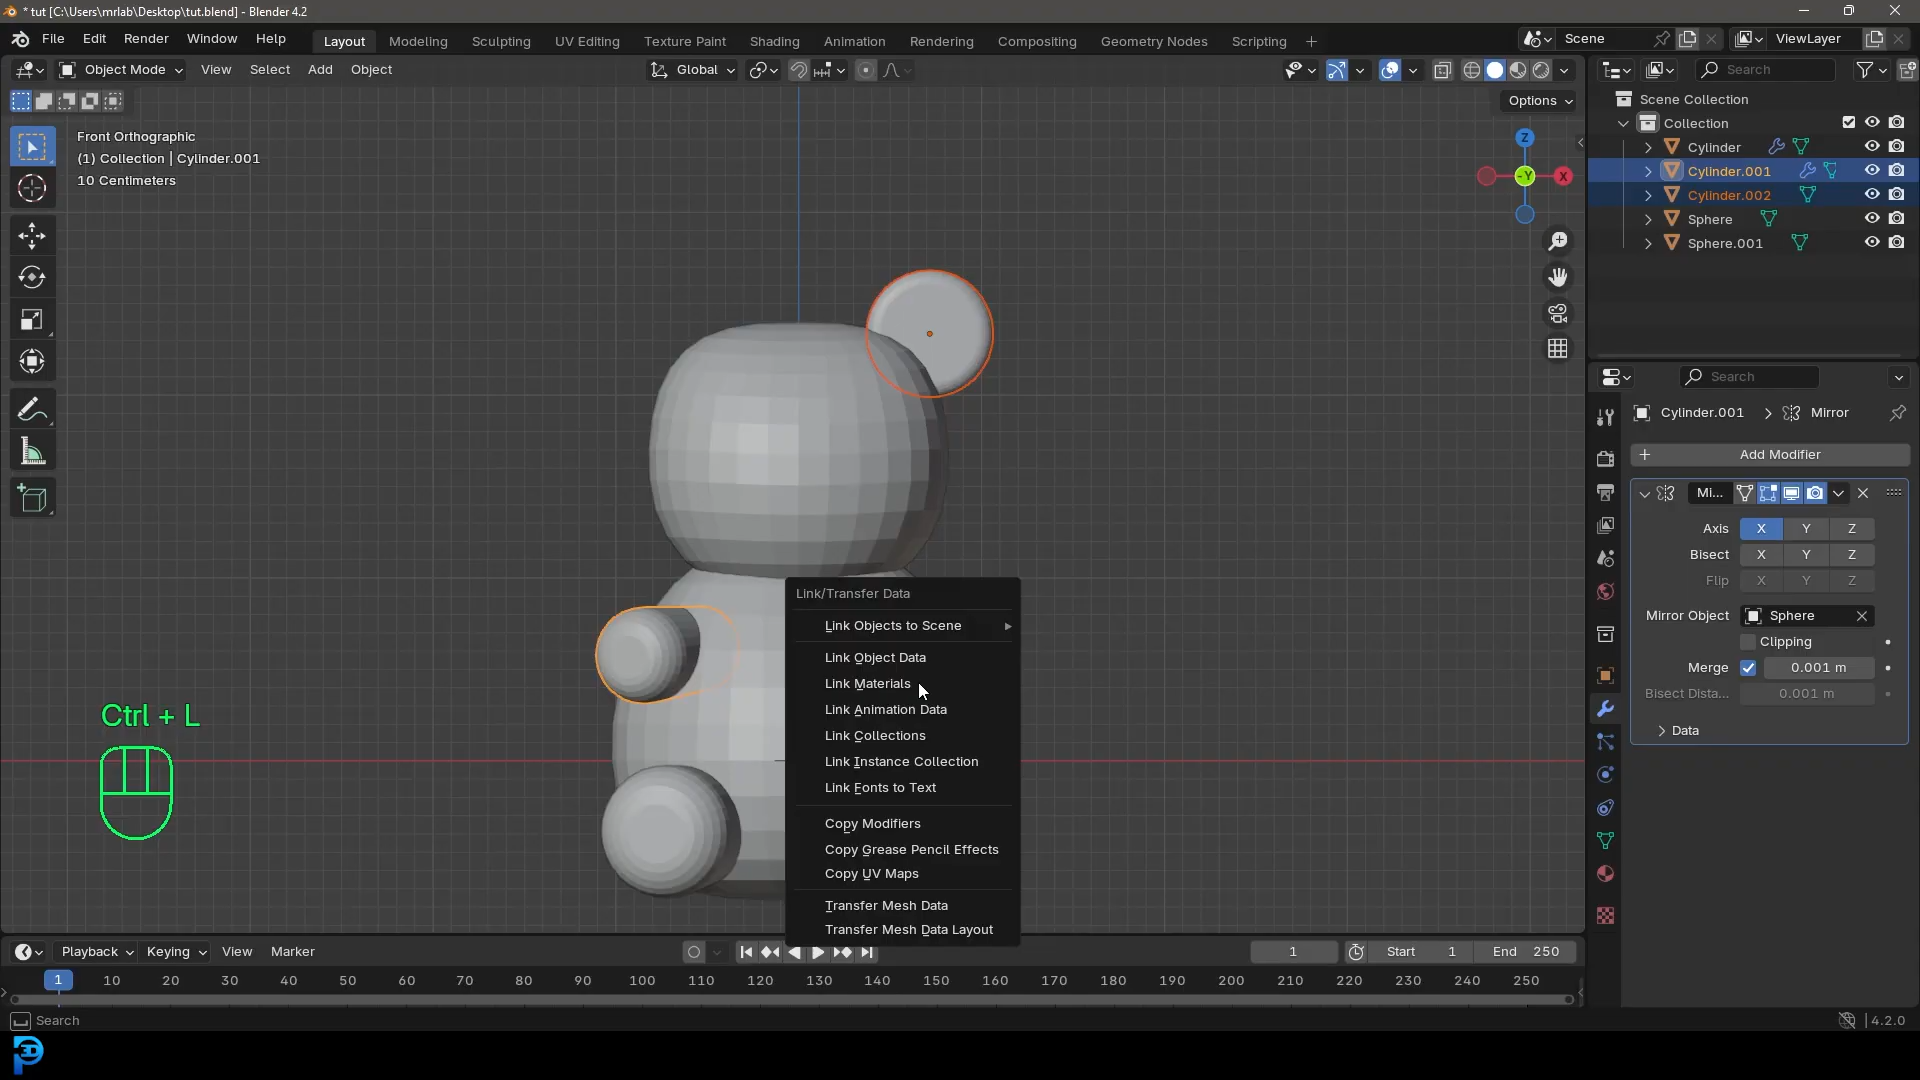 * tut [C:\Users\mrlab\Desktop\tut.blend] - Blender 4.2
File Edit Render Window Help
Layout Modeling Sculpting UV Editing Texture Paint Shading Animation Rendering Compositing Geometry Nodes Scripting +
Scene
ViewLayer
Object Mode
View Select Add Object
Global
Options
Front Orthographic
(1) Collection | Cylinder.001
10 Centimeters
Z
-Y
X
Search
Scene Collection
Collection
Cylinder
Cylinder.001
Cylinder.002
Sphere
Sphere.001
Search
Cylinder.001 > Mirror
+ Add Modifier
Mi...
Axis X Y Z
Bisect X Y Z
Flip X Y Z
Mirror Object Sphere
Clipping
Merge 0.001 m
Bisect Dista... 0.001 m
Data
Link/Transfer Data
Link Objects to Scene
Link Object Data
Link Materials
Link Animation Data
Link Collections
Link Instance Collection
Link Fonts to Text
Copy Modifiers
Copy Grease Pencil Effects
Copy UV Maps
Transfer Mesh Data
Transfer Mesh Data Layout
Ctrl + L
Playback Keying View Marker
1
Start 1
End 250
1 10 20 30 40 50 60 70 80 90 100 110 120 130 140 150 160 170 180 190 200 210 220 230 240 250
Search
4.2.0